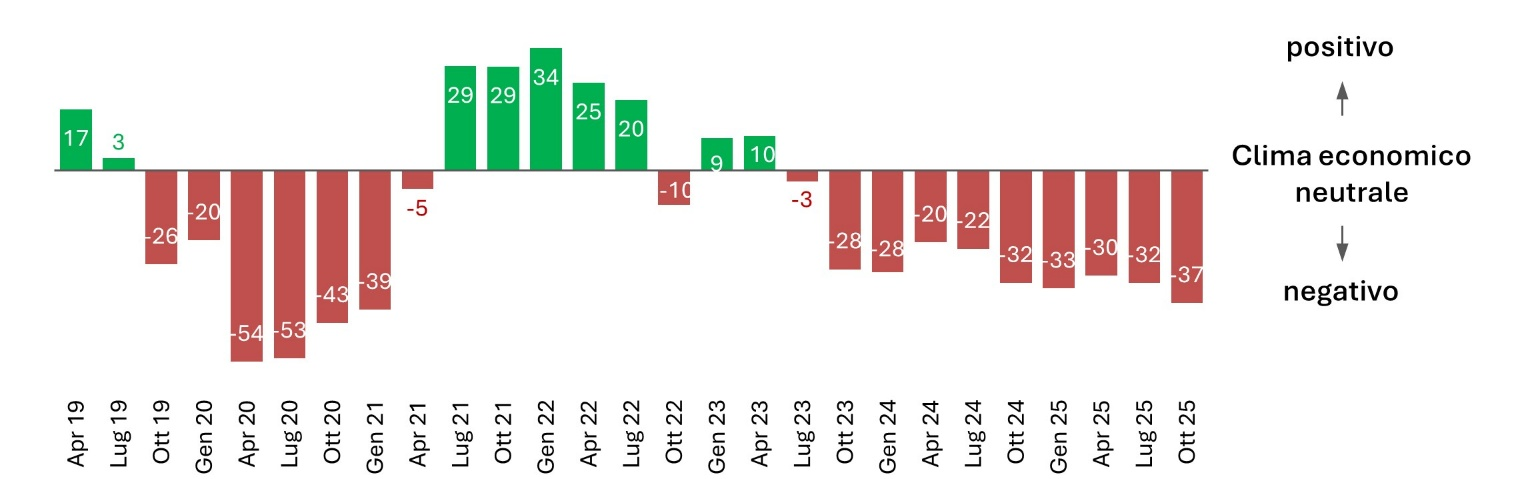 positivo
Clima economico
neutrale
negativo
17
3
-26
-20
-54
-53
-43
-39
-5
29
29
34
25
20
-10
9
10
-3
-28
-28
-20
-22
-32
-33
-30
-32
-37
Apr 19
Lug 19
Ott 19
Gen 20
Apr 20
Lug 20
Ott 20
Gen 21
Apr 21
Lug 21
Ott 21
Gen 22
Apr 22
Lug 22
Ott 22
Gen 23
Apr 23
Lug 23
Ott 23
Gen 24
Apr 24
Lug 24
Ott 24
Gen 25
Apr 25
Lug 25
Ott 25